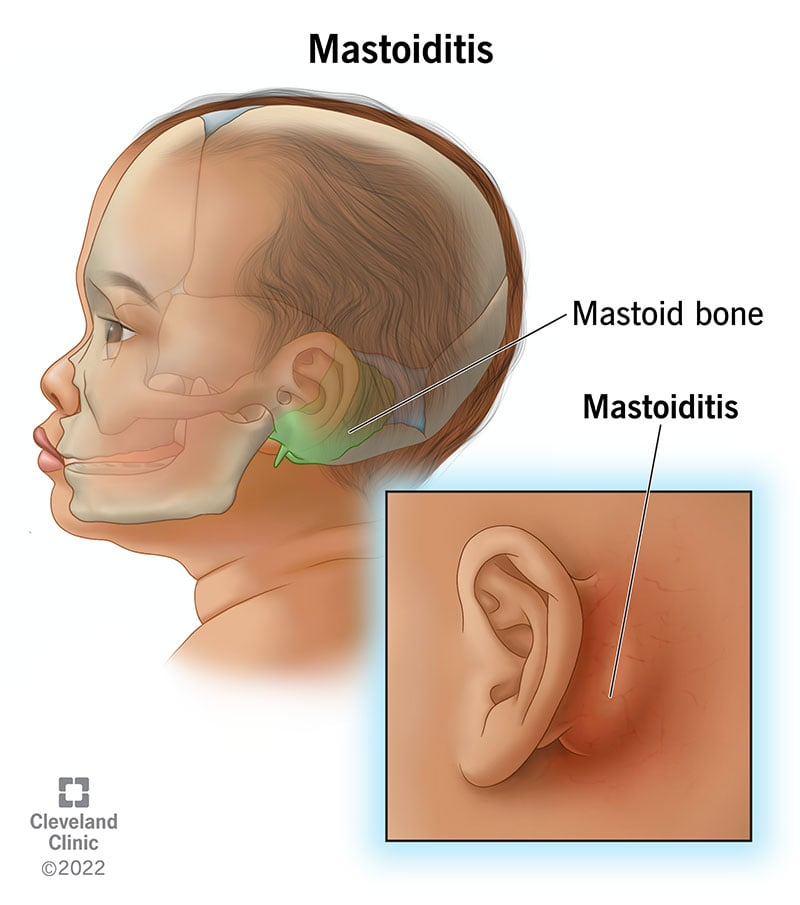 Mastoiditis
Mastoid bone
Mastoiditis
Cleveland
Clinic
©2022